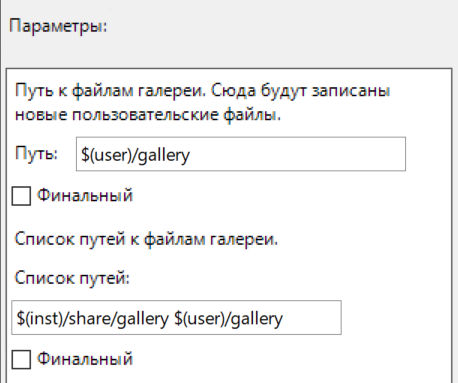 Параметры:
Путь к файлам галереи. Сюда будут записаны
новые пользовательские файлы.
Путь: $(user)/gallery
Финальный
Список путей к файлам галереи.
Список путей:
$(inst)/share/gallery $(user)/gallery
Финальный